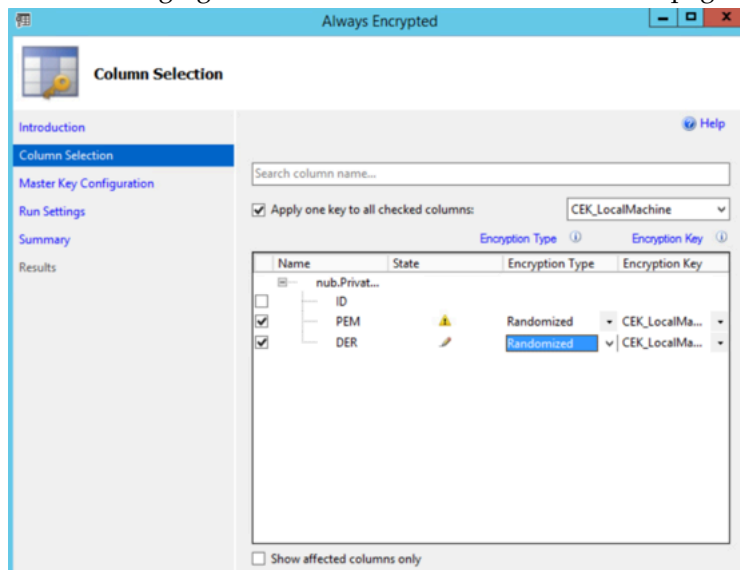 Always Encrypted
Column Selection
Introduction
Help
Column Selection
Search column name...
Master Key Configuration
Run Settings
Apply one key to all checked columns: CEK_LocalMachine
Summary
Encryption Type Encryption Key
Results
Name State Encryption Type Encryption Key
nub.Privat...
ID
PEM Randomized CEK_LocalMa...
DER Randomized CEK_LocalMa...
Show affected columns only